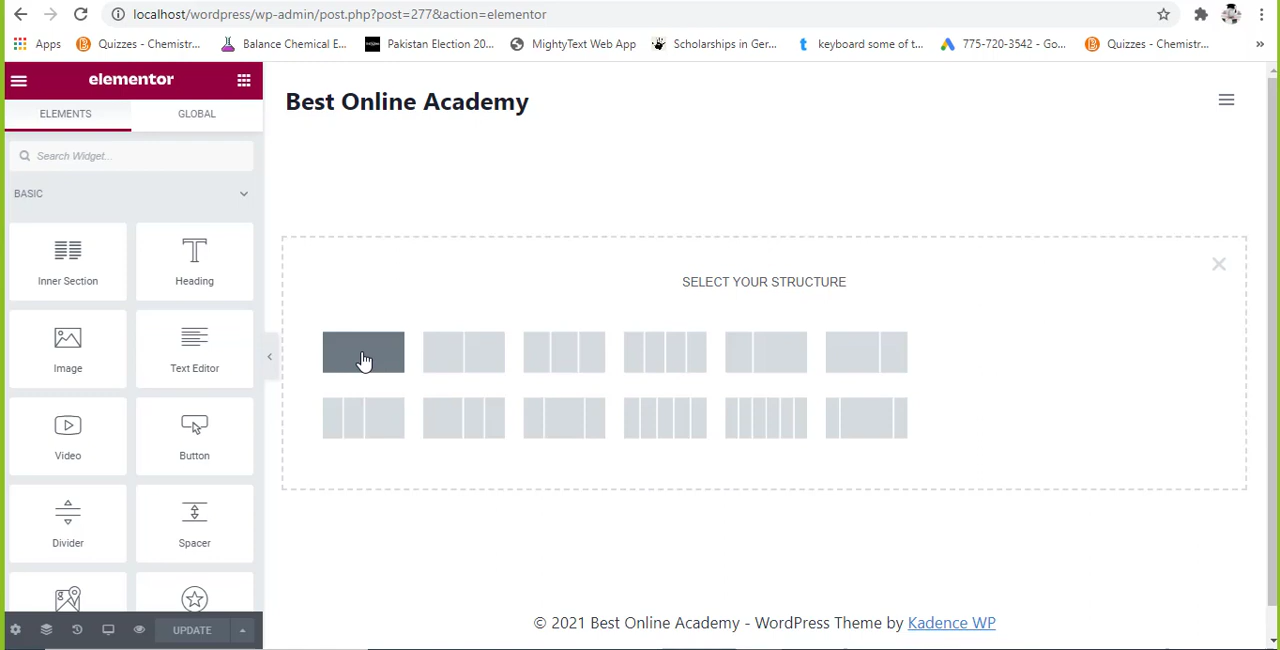 localhost/wordpress/wp-admin/post.php?post=277&action=elementor
Apps Quizzes - Chemistr... Balance Chemical E... Pakistan Election 20... MightyText Web App Scholarships in Ger... keyboard some of t... 775-720-3542 - Go... Quizzes - Chemistr... »
elementor
ELEMENTS GLOBAL
Search Widget...
BASIC
Inner Section Heading
Image Text Editor
Video Button
Divider Spacer
UPDATE
Best Online Academy
SELECT YOUR STRUCTURE
© 2021 Best Online Academy - WordPress Theme by Kadence WP